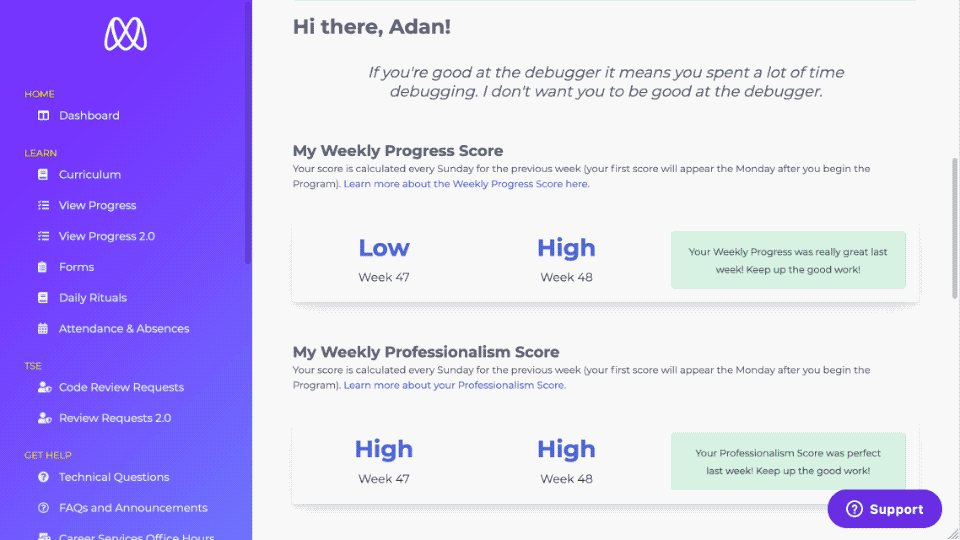 HOME
Dashboard
LEARN
Curriculum
View Progress
View Progress 2.0
Forms
Daily Rituals
Attendance & Absences
TSE
Code Review Requests
Review Requests 2.0
GET HELP
Technical Questions
FAQs and Announcements
Career Services Office Hours
Hi there, Adan!
If you're good at the debugger it means you spent a lot of time
debugging. I don't want you to be good at the debugger.
My Weekly Progress Score
Your score is calculated every Sunday for the previous week (your first score will appear the Monday after you begin the
Program). Learn more about the Weekly Progress Score here.
Low
Week 47
High
Week 48
Your Weekly Progress was really great last
week! Keep up the good work!
My Weekly Professionalism Score
Your score is calculated every Sunday for the previous week (your first score will appear the Monday after you begin the
Program). Learn more about your Professionalism Score.
High
Week 47
High
Week 48
Your Professionalism Score was perfect
last week! Keep up the good work!
Support